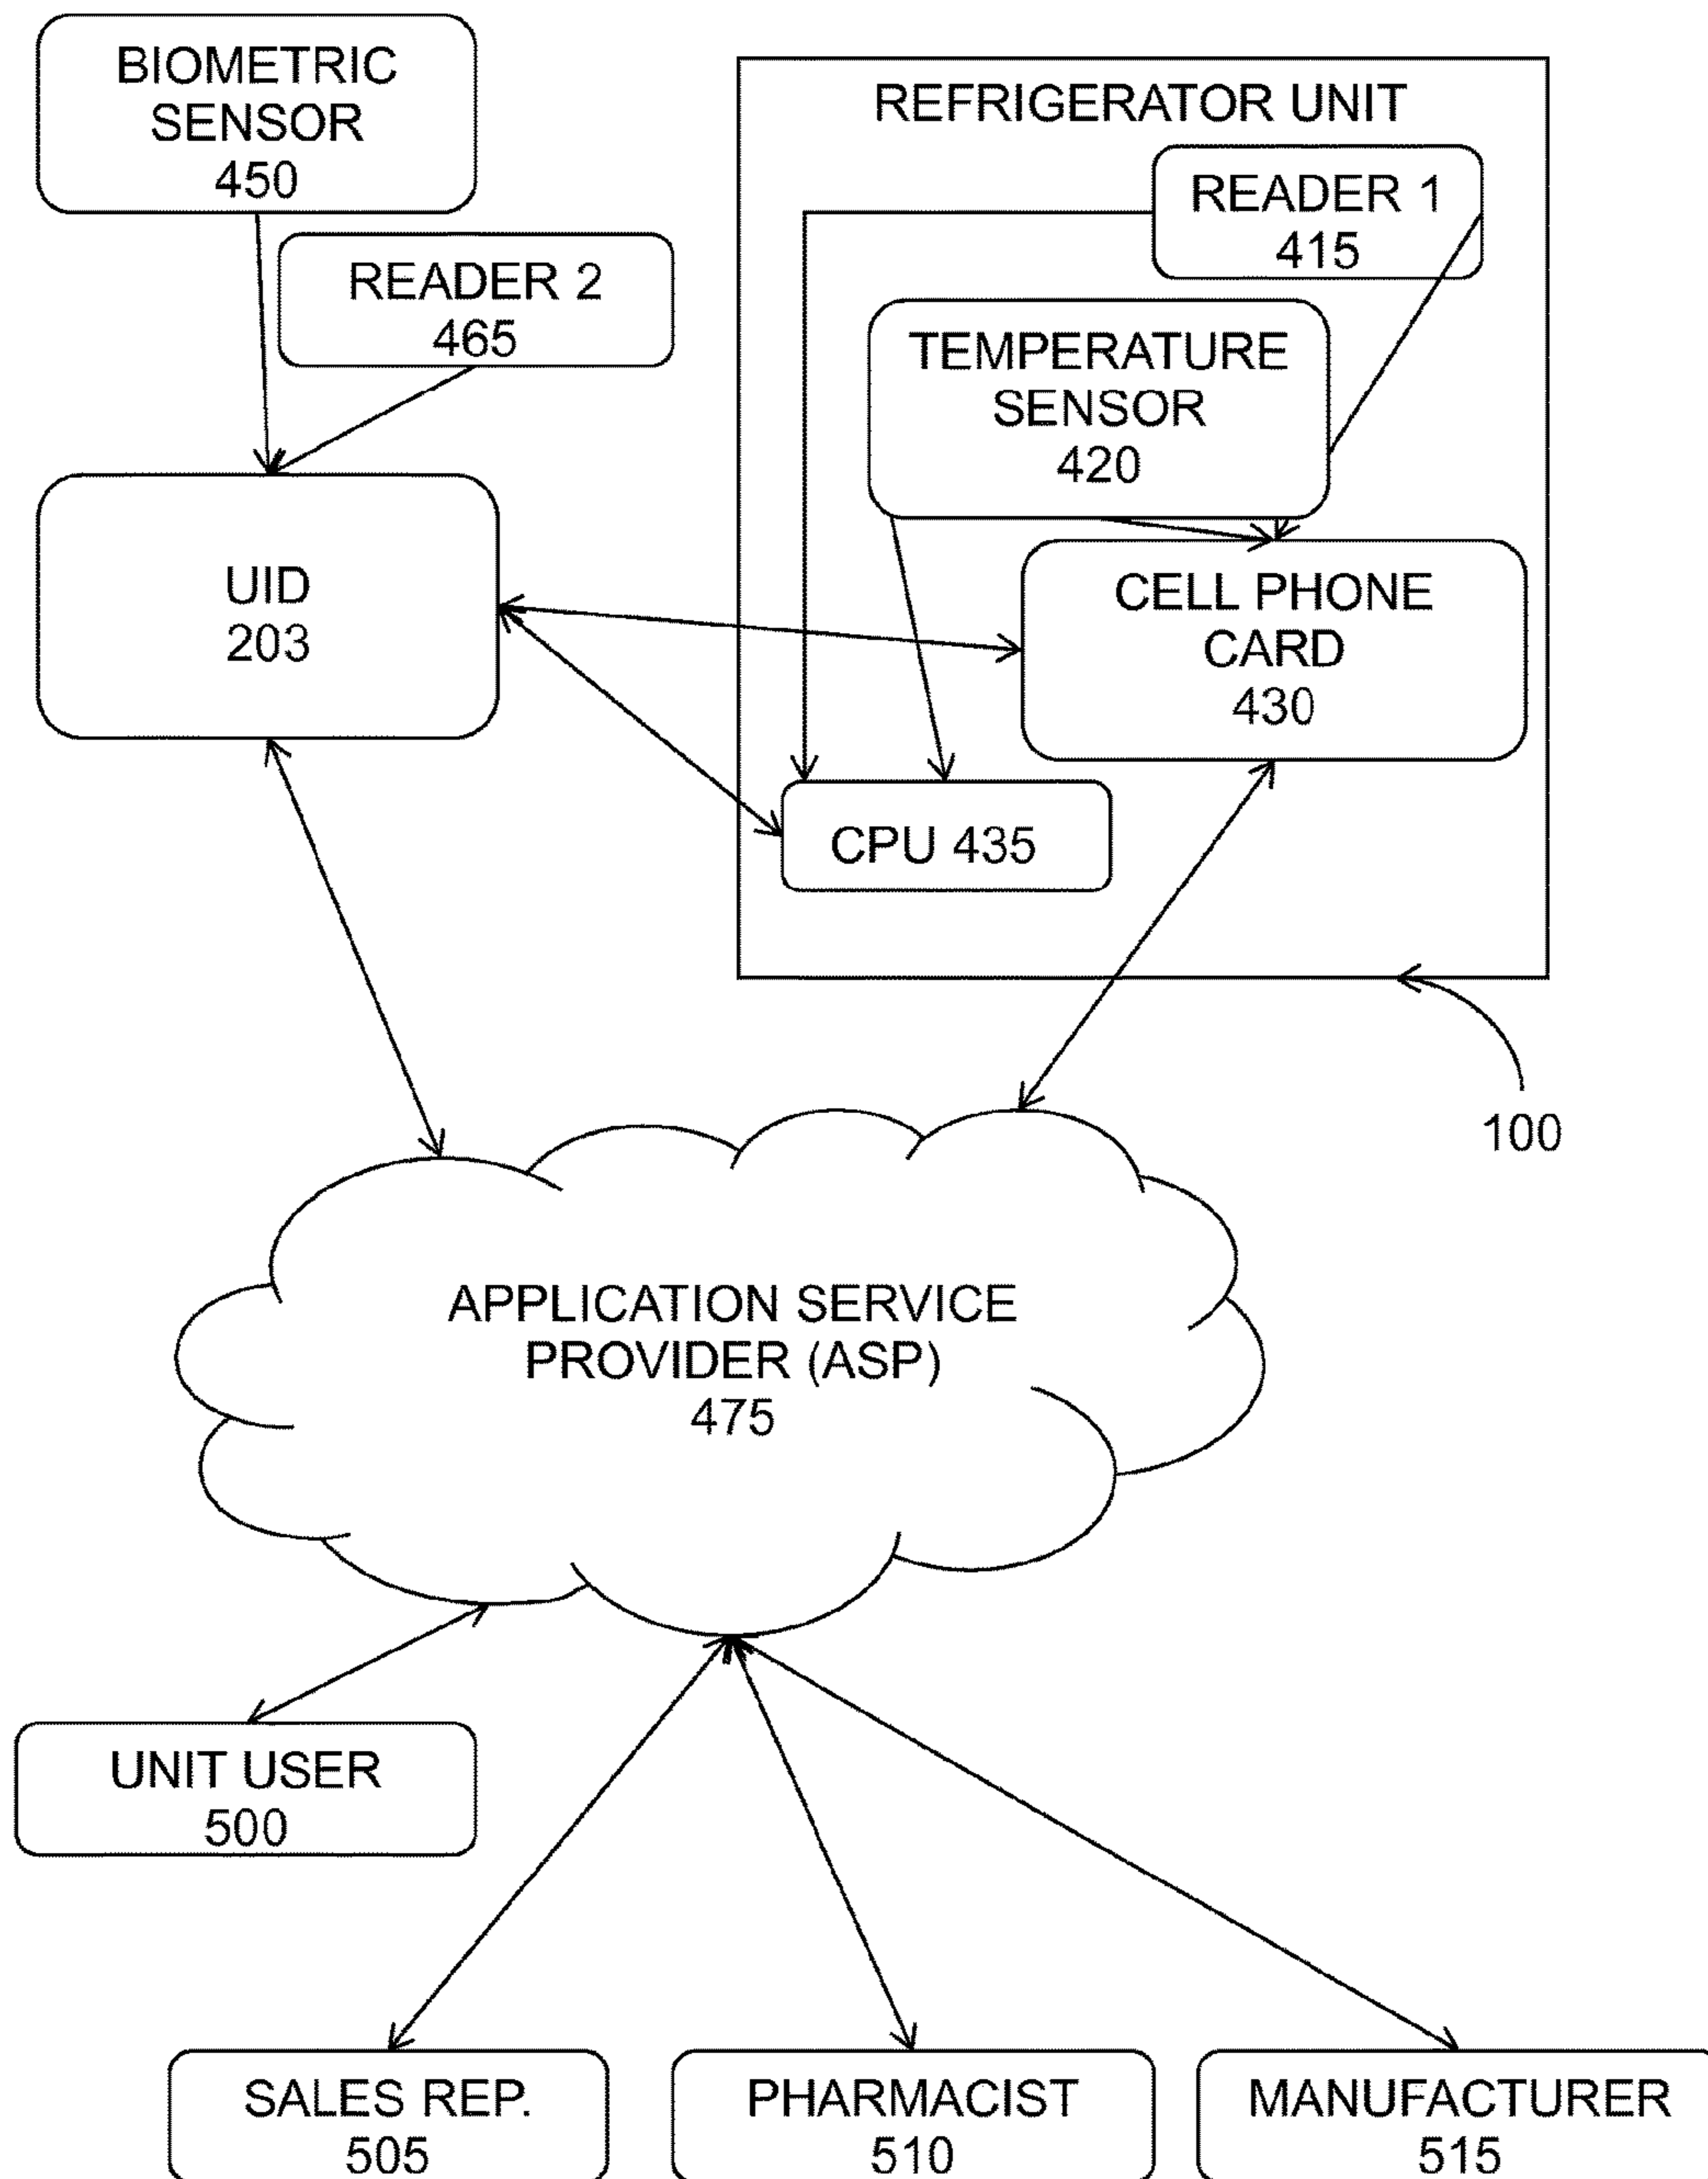 BIOMETRIC
SENSOR
450
REFRIGERATOR UNIT
READER 1
415
READER 2
465
TEMPERATURE
SENSOR
420
UID
203
CELL PHONE
CARD
430
CPU 435
100
APPLICATION SERVICE
PROVIDER (ASP)
475
UNIT USER
500
SALES REP.
505
PHARMACIST
510
MANUFACTURER
515